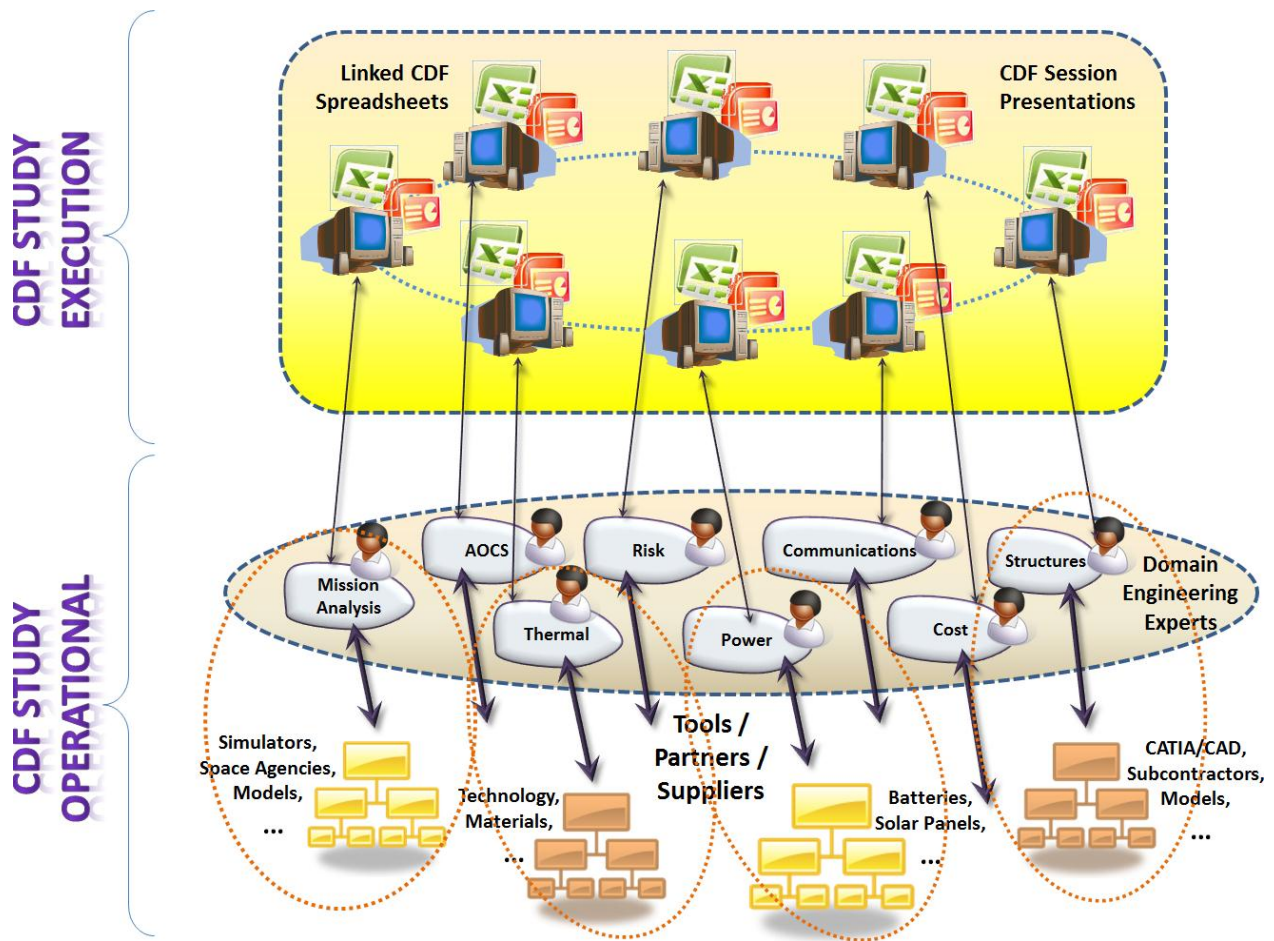 CDF STUDY
EXECUTION
Linked CDF
Spreadsheets
CDF Session
Presentations
CDF STUDY
OPERATIONAL
Mission
Analysis
AOCS
Thermal
Risk
Power
Communications
Cost
Structures
Domain
Engineering
Experts
Tools /
Partners /
Suppliers
Simulators,
Space Agencies,
Models,
...
Technology,
Materials,
...
Batteries,
Solar Panels,
...
CATIA/CAD,
Subcontractors,
Models,
...